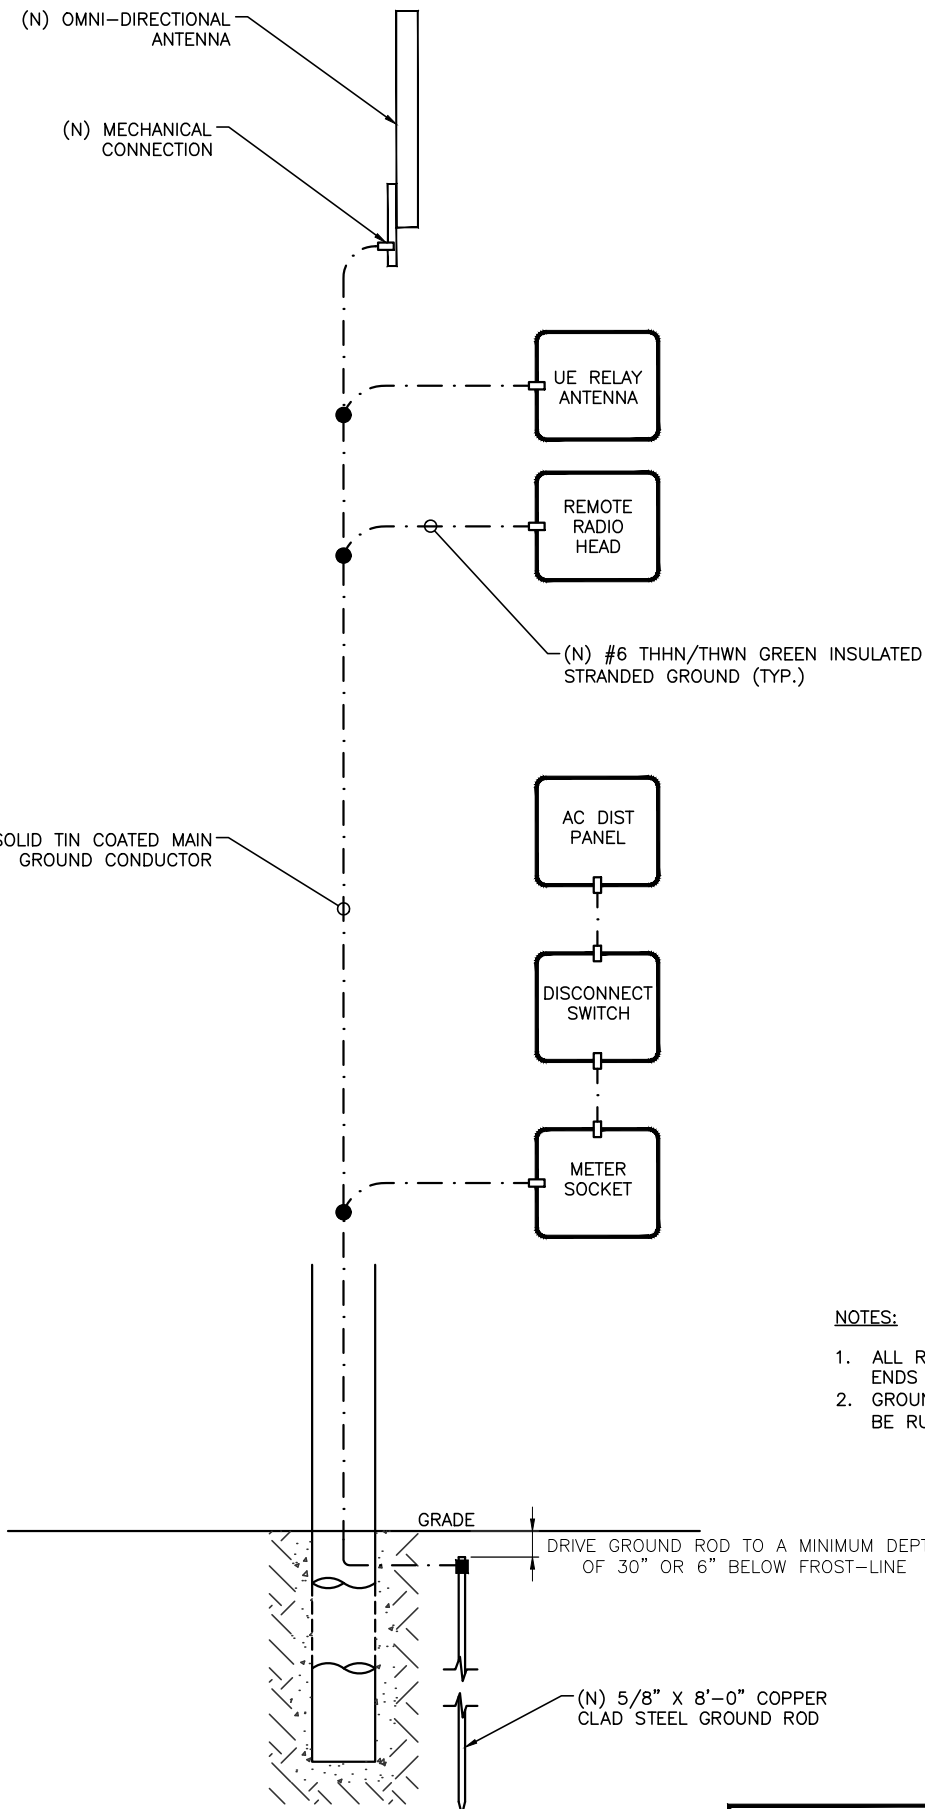 (N) OMNI-DIRECTIONAL
ANTENNA
(N) MECHANICAL
CONNECTION
UE RELAY
ANTENNA
REMOTE
RADIO
HEAD
(N) #6 THHN/THWN GREEN INSULATED
STRANDED GROUND (TYP.)
AC DIST
PANEL
SOLID TIN COATED MAIN
GROUND CONDUCTOR
DISCONNECT
SWITCH
METER
SOCKET
NOTES:
1. ALL
ENDS
2.
BE
GRADE
DRIVE GROUND ROD TO A MINIMUM
OF 30" OR 6" BELOW FROST-LINE
(N) 5/8" X 8'-0" COPPER
CLAD STEEL GROUND ROD